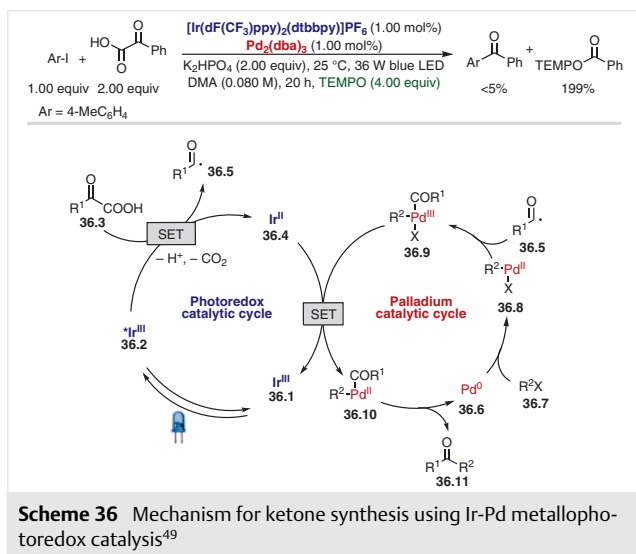 [Ir(dF(CF3)ppy)2(dtbbpy)]PF6 (1.00 mol%)
Pd2(dba)3 (1.00 mol%)
K2HPO4 (2.00 equiv), 25 °C, 36 W blue LED
DMA (0.080 M), 20 h, TEMPO (4.00 equiv)
Ar-I + HO O O Ph
1.00 equiv 2.00 equiv
Ar = 4-MeC6H4
O Ar Ph + O TEMPO Ph
<5% 199%
O R1 COOH
36.3
O R1 •
36.5
SET
– H+, – CO2
IrII
36.4
*IrIII
36.2
Photoredox
catalytic cycle
IrIII
36.1
SET
COR1
R2-PdIII
X
36.9
O R1 •
36.5
R2-PdII
X
36.8
Palladium
catalytic cycle
COR1
R2-PdII
36.10
Pd0
36.6
R2X
36.7
O
R1 R2
36.11
Scheme 36 Mechanism for ketone synthesis using Ir-Pd metallopho-
toredox catalysis49